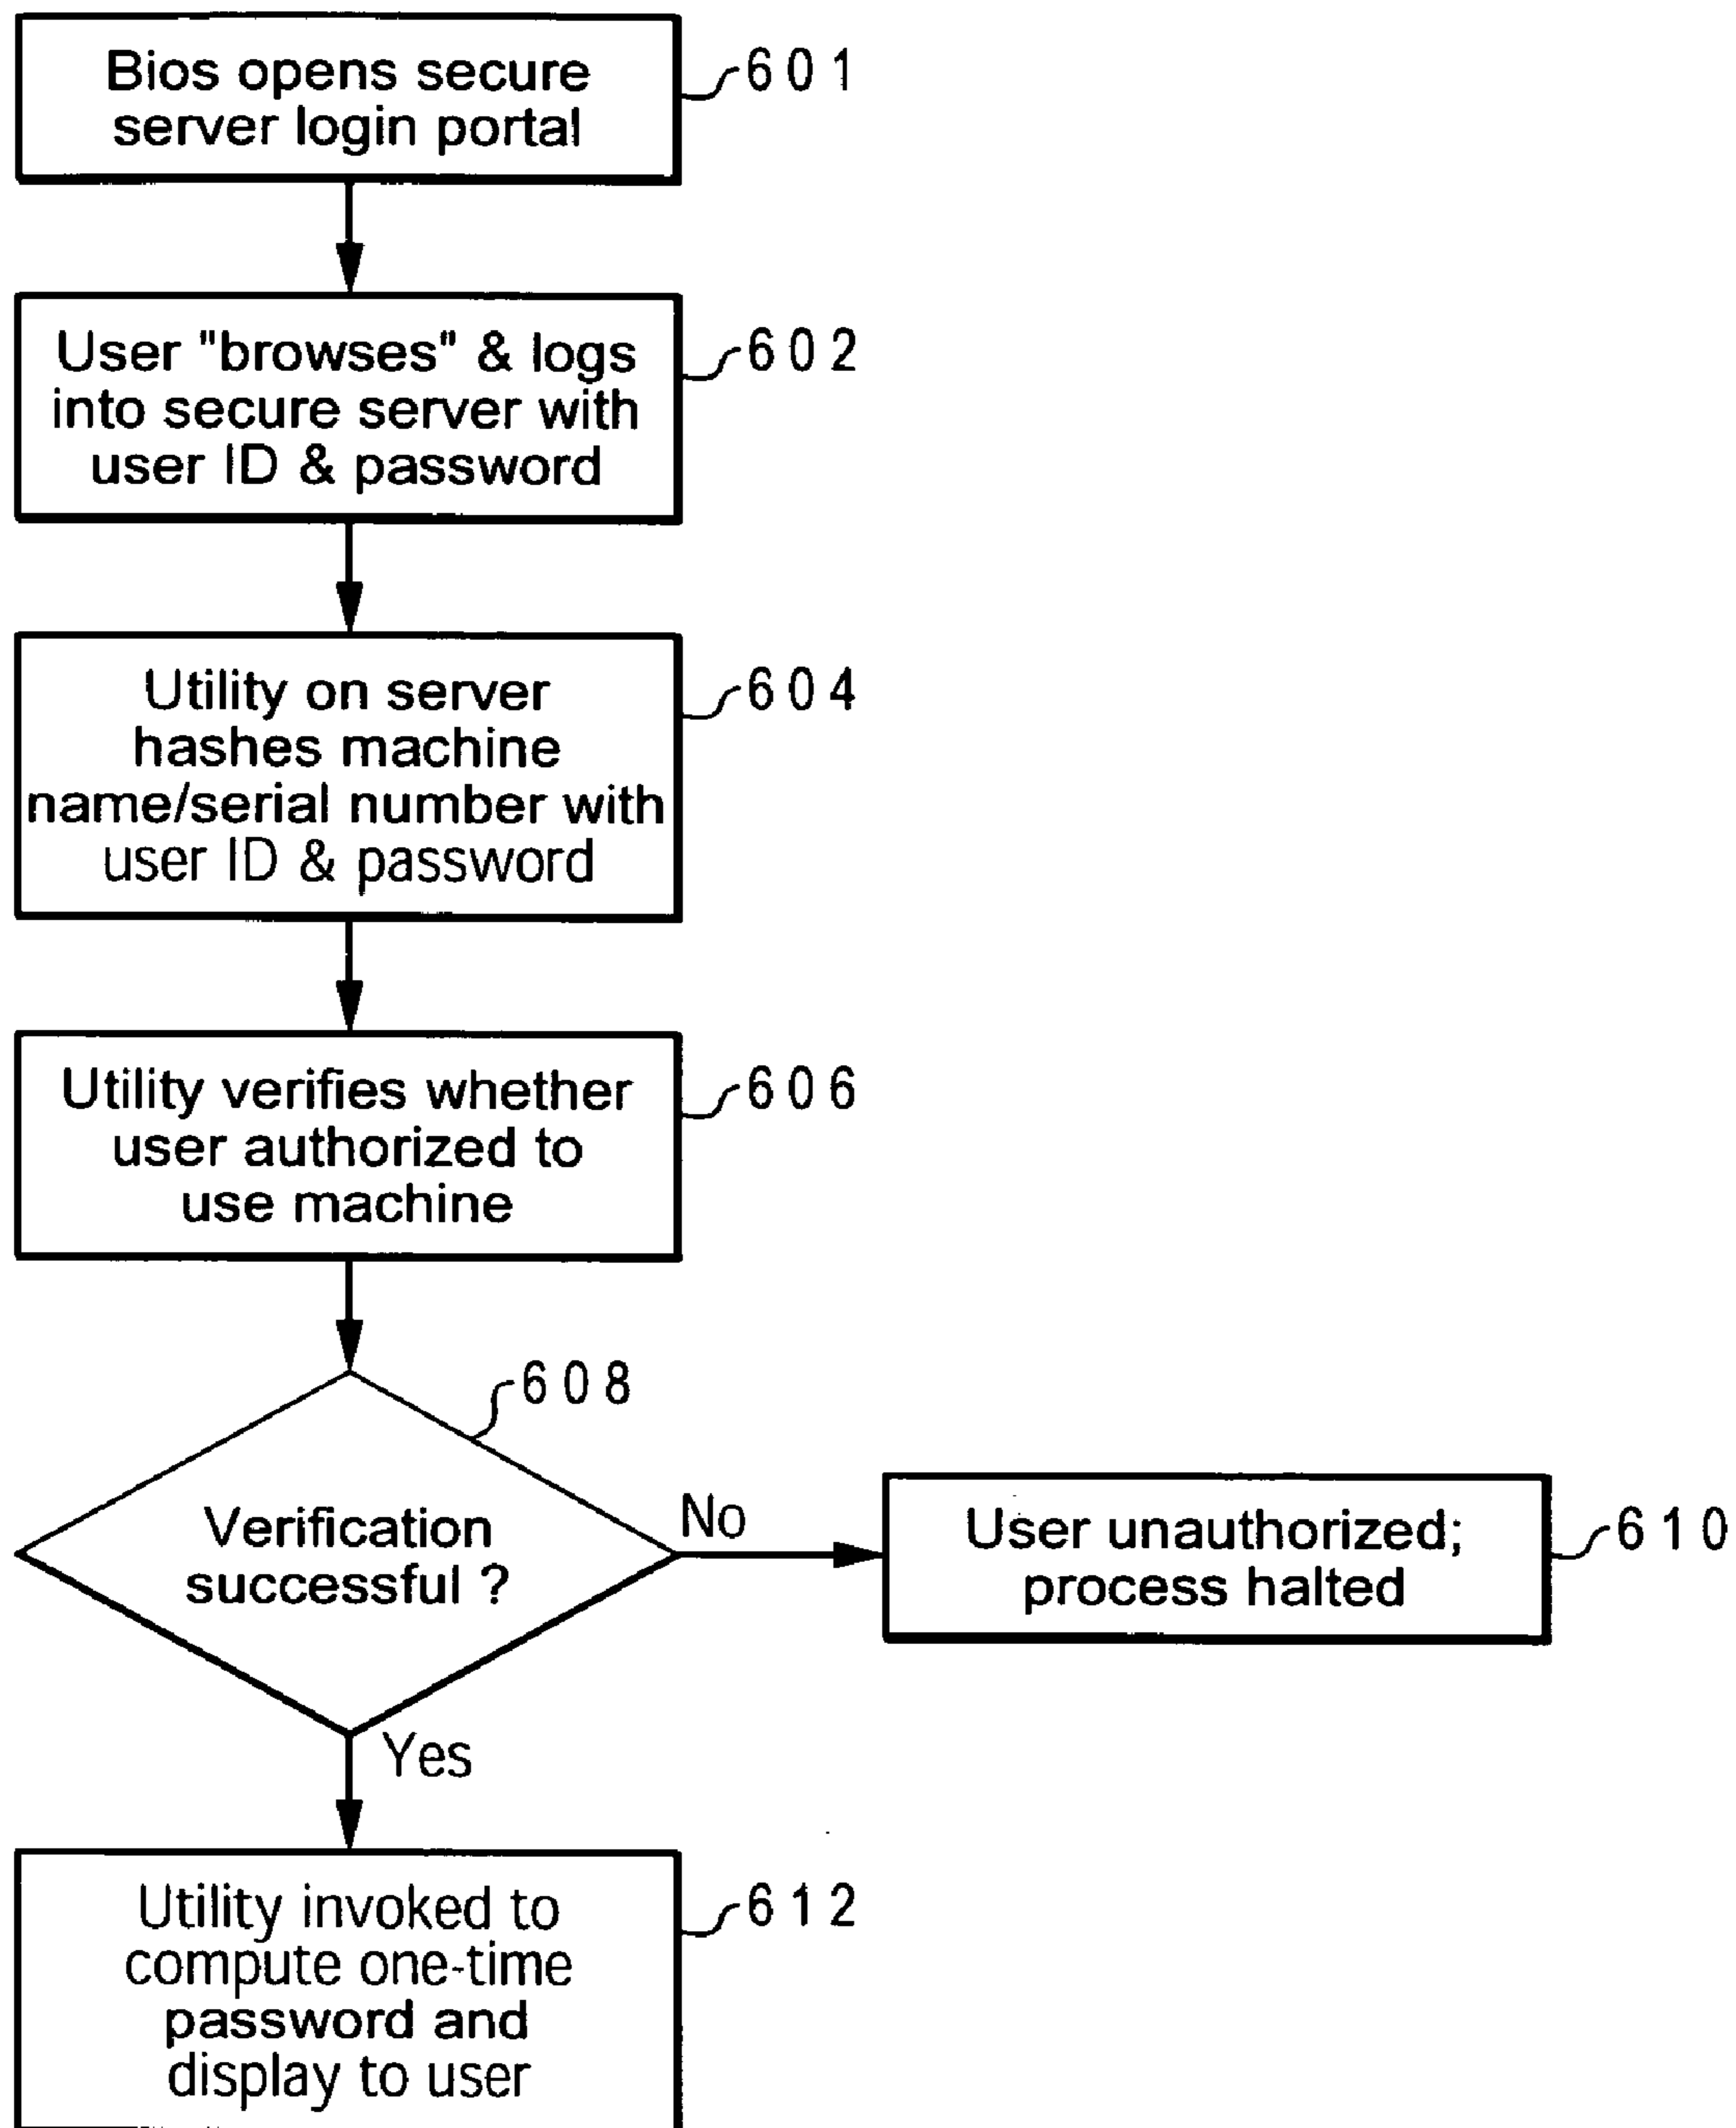 Bios opens secure
server login portal
601
User "browses" & logs
into secure server with
user ID & password
602
Utility on server
hashes machine
name/serial number with
user ID & password
604
Utility verifies whether
user authorized to
use machine
606
608
Verification
successful ?
No
User unauthorized;
process halted
610
Yes
Utility invoked to
compute one-time
password and
display to user
612